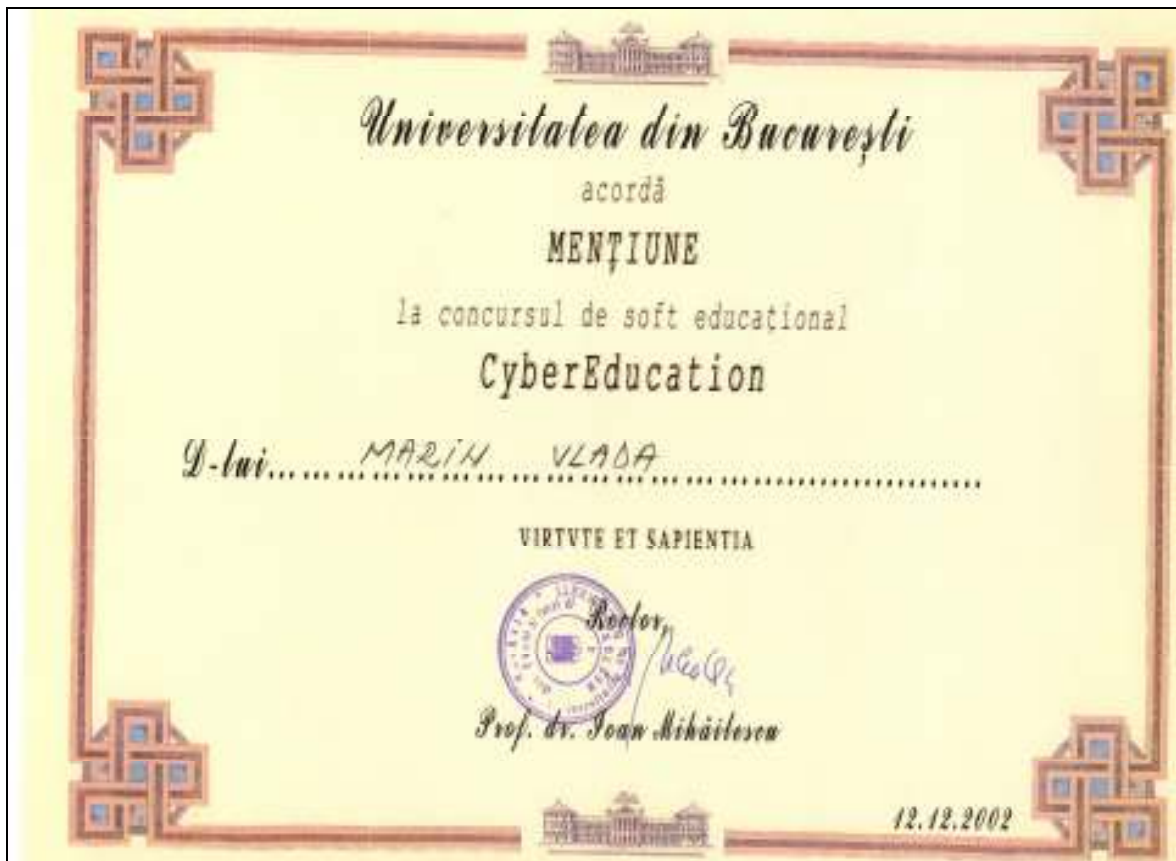 Universitatea din București
acordă
MENȚIUNE
la concursul de soft educațional
CyberEducation
D-lui.... MARIN VLADA ....
VIRTVTE ET SAPIENTIA
Rector,
Prof. dr. Ioan Mihăilescu
12.12.2002